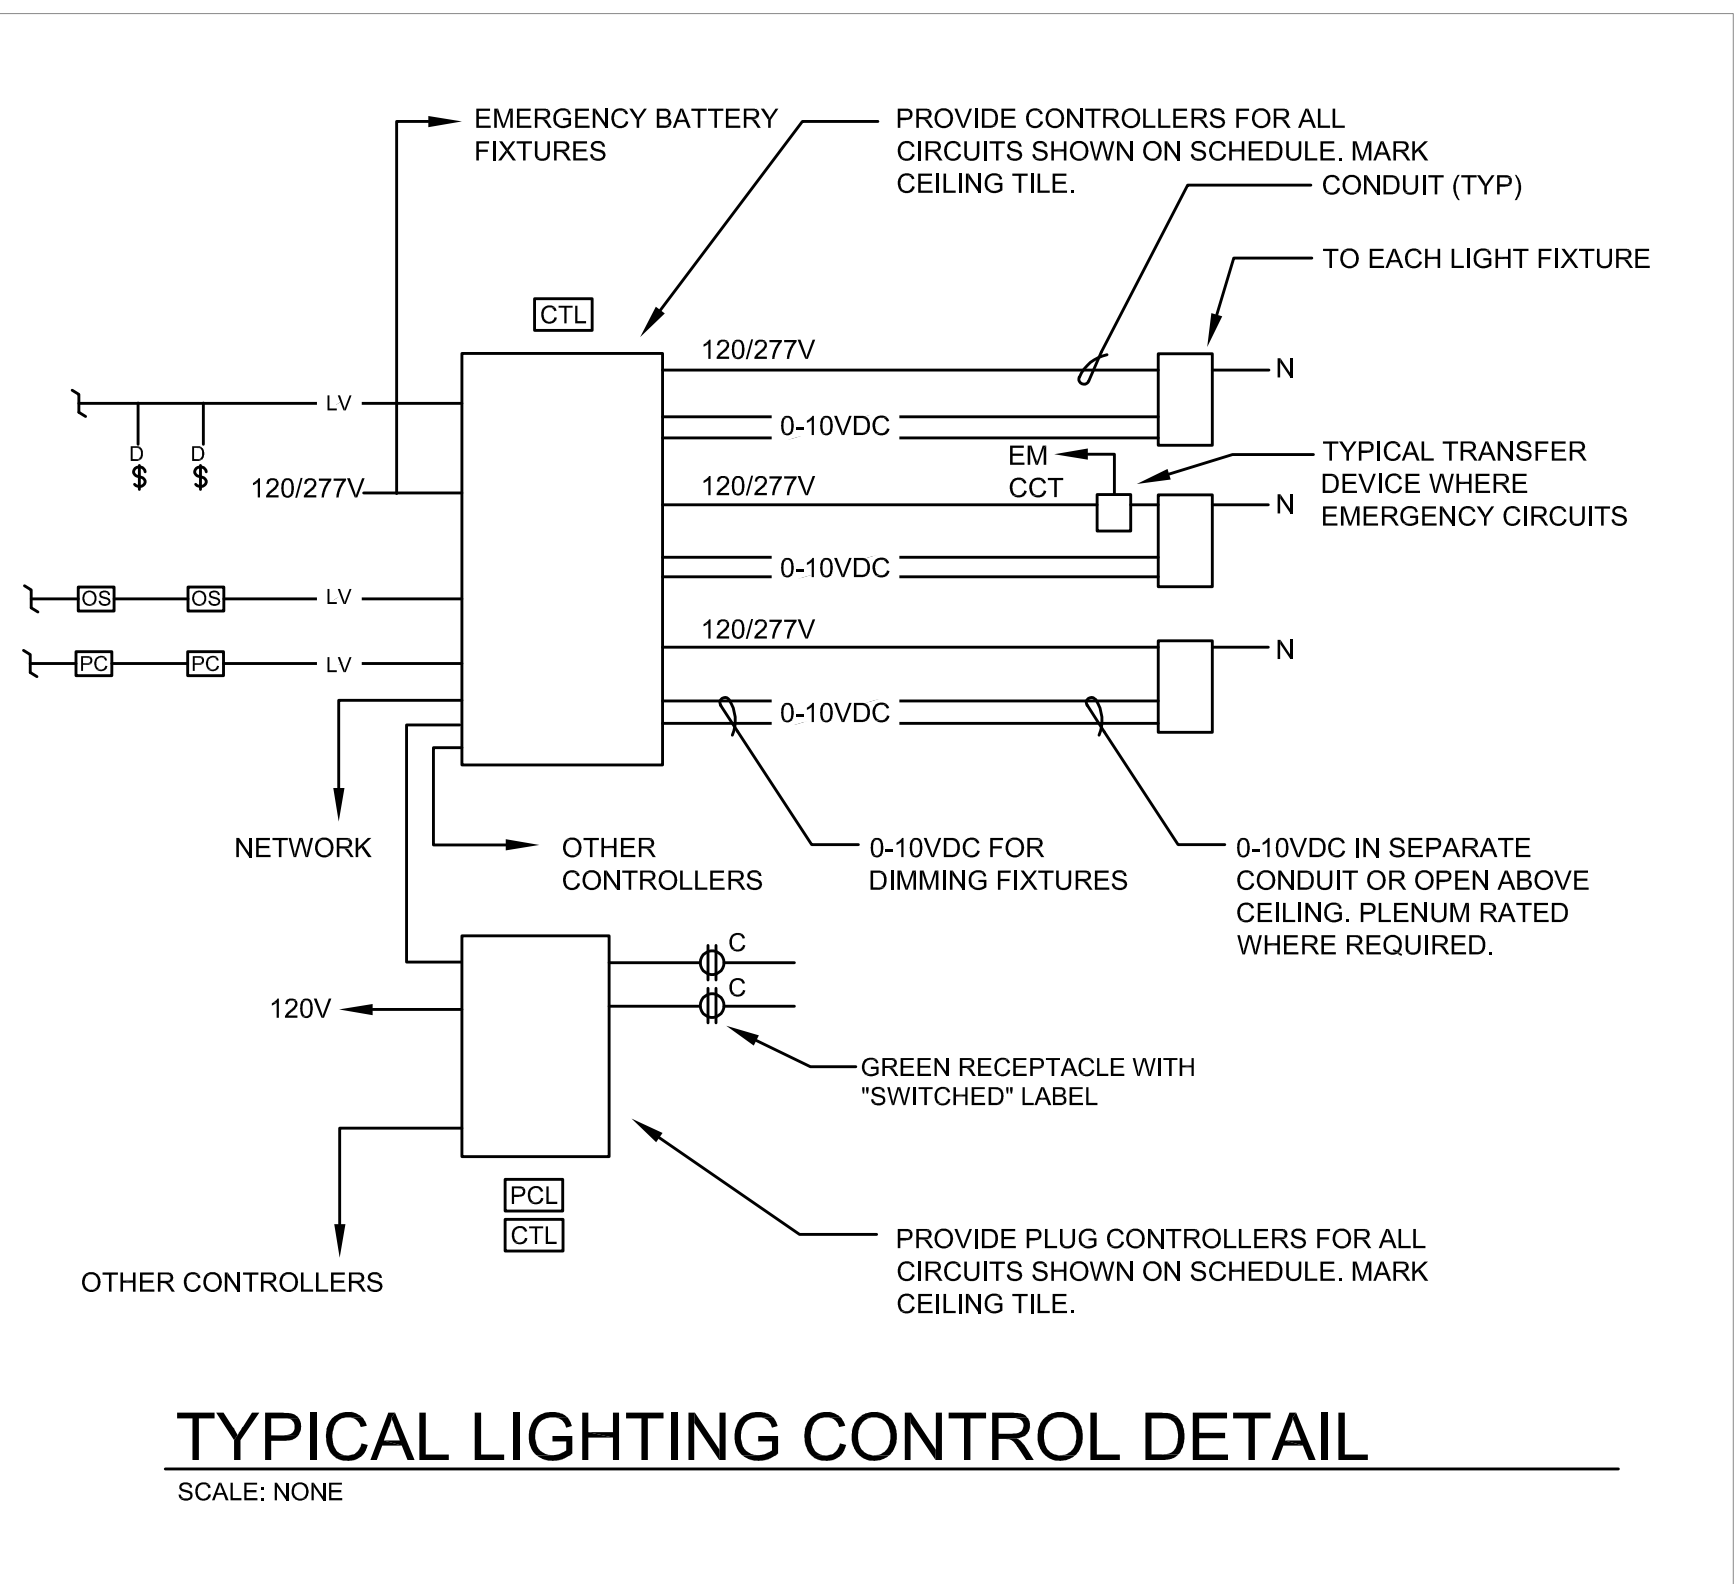 EMERGENCY BATTERY
FIXTURES
PROVIDE CONTROLLERS FOR ALL
CIRCUITS SHOWN ON SCHEDULE. MARK
CEILING TILE.
CONDUIT (TYP)
TO EACH LIGHT FIXTURE
CTL
120/277V
N
LV
0-10VDC
D
$
D
$
120/277V
EM
CCT
TYPICAL TRANSFER
DEVICE WHERE
EMERGENCY CIRCUITS
120/277V
N
0-10VDC
OS
OS
LV
120/277V
N
PC
PC
LV
0-10VDC
NETWORK
OTHER
CONTROLLERS
0-10VDC FOR
DIMMING FIXTURES
0-10VDC IN SEPARATE
CONDUIT OR OPEN ABOVE
CEILING. PLENUM RATED
WHERE REQUIRED.
C
C
120V
GREEN RECEPTACLE WITH
"SWITCHED" LABEL
PCL
CTL
OTHER CONTROLLERS
PROVIDE PLUG CONTROLLERS FOR ALL
CIRCUITS SHOWN ON SCHEDULE. MARK
CEILING TILE.
TYPICAL LIGHTING CONTROL DETAIL
SCALE: NONE